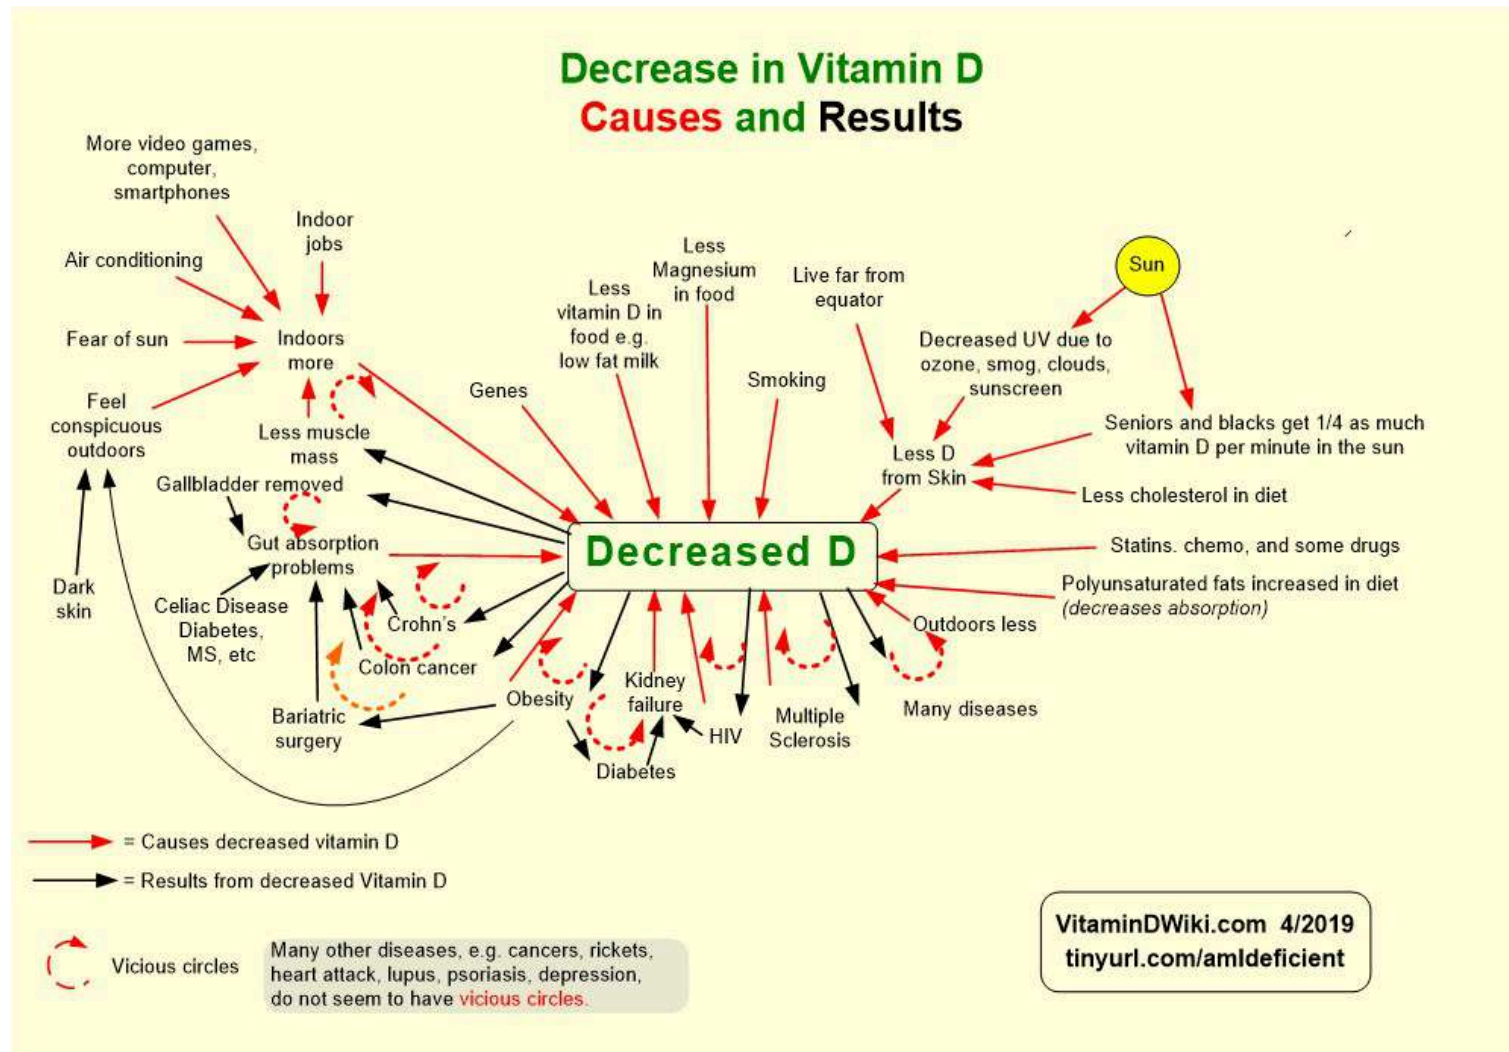 Decrease in Vitamin D
Causes and Results
More video games,
computer,
smartphones
Indoor
jobs
Air conditioning
Fear of sun
Indoors
more
Feel
conspicuous
outdoors
Less muscle
mass
Gallbladder removed
Gut absorption
problems
Dark
skin
Celiac Disease
Diabetes,
MS, etc
Crohn's
Colon cancer
Bariatric
surgery
Genes
Less
vitamin D in
food e.g.
low fat milk
Less
Magnesium
in food
Smoking
Live far from
equator
Sun
Decreased UV due to
ozone, smog, clouds,
sunscreen
Seniors and blacks get 1/4 as much
vitamin D per minute in the sun
Less D
from Skin
Less cholesterol in diet
Decreased D
Statins. chemo, and some drugs
Polyunsaturated fats increased in diet
(decreases absorption)
Outdoors less
Obesity
Kidney
failure
Diabetes
HIV
Multiple
Sclerosis
Many diseases
= Causes decreased vitamin D
= Results from decreased Vitamin D
Vicious circles
Many other diseases, e.g. cancers, rickets,
heart attack, lupus, psoriasis, depression,
do not seem to have vicious circles.
VitaminDWiki.com 4/2019
tinyurl.com/amIdeficient